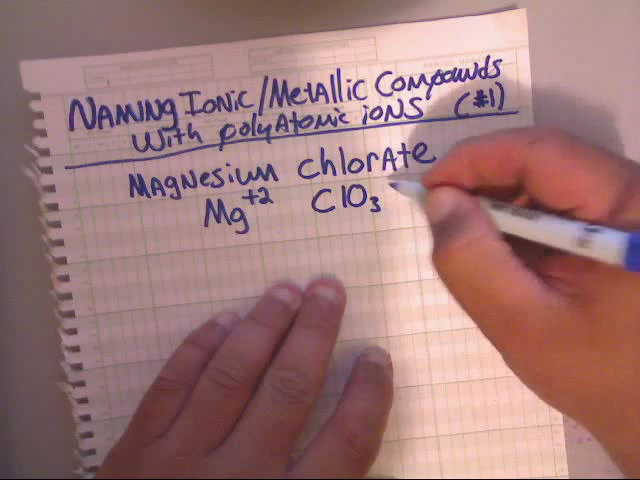 NAMING IONIC/METALLIC COMPOUNDS
WITH POLYATOMIC IONS (#1)
MAGNESIUM CHLORATE
Mg+2 ClO3